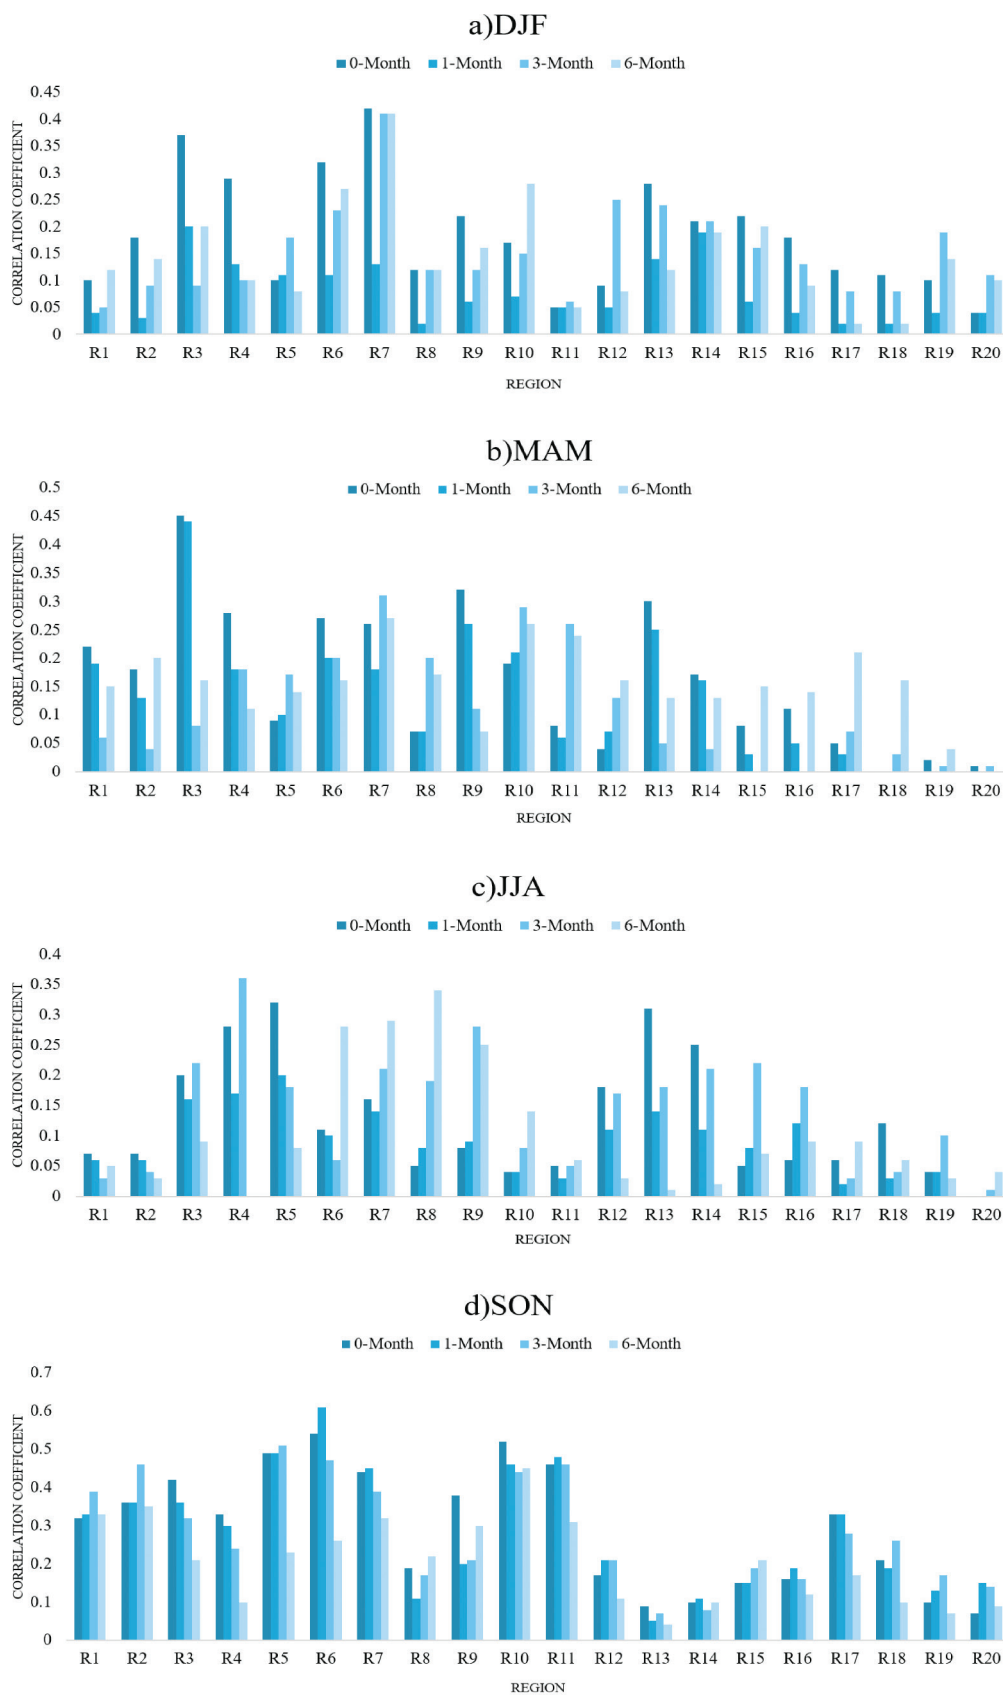 a)DJF
0-Month 1-Month 3-Month 6-Month
CORRELATION COEFFICIENT
0.45
0.4
0.35
0.3
0.25
0.2
0.15
0.1
0.05
0
R1 R2 R3 R4 R5 R6 R7 R8 R9 R10 R11 R12 R13 R14 R15 R16 R17 R18 R19 R20
REGION
b)MAM
0-Month 1-Month 3-Month 6-Month
CORRELATION COEEFFICIENT
0.5
0.45
0.4
0.35
0.3
0.25
0.2
0.15
0.1
0.05
0
R1 R2 R3 R4 R5 R6 R7 R8 R9 R10 R11 R12 R13 R14 R15 R16 R17 R18 R19 R20
REGION
c)JJA
0-Month 1-Month 3-Month 6-Month
CORRELATION COEFFICIENT
0.4
0.35
0.3
0.25
0.2
0.15
0.1
0.05
0
R1 R2 R3 R4 R5 R6 R7 R8 R9 R10 R11 R12 R13 R14 R15 R16 R17 R18 R19 R20
REGION
d)SON
0-Month 1-Month 3-Month 6-Month
CORRELATION COEFFICIENT
0.7
0.6
0.5
0.4
0.3
0.2
0.1
0
R1 R2 R3 R4 R5 R6 R7 R8 R9 R10 R11 R12 R13 R14 R15 R16 R17 R18 R19 R20
REGION